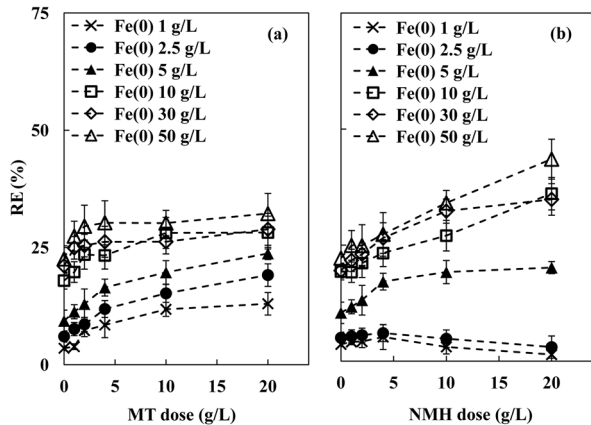 75
50
25
0
RE (%)
Fe(0) 1 g/L
Fe(0) 2.5 g/L
Fe(0) 5 g/L
Fe(0) 10 g/L
Fe(0) 30 g/L
Fe(0) 50 g/L
(a)
0 5 10 15 20
MT dose (g/L)
Fe(0) 1 g/L
Fe(0) 2.5 g/L
Fe(0) 5 g/L
Fe(0) 10 g/L
Fe(0) 30 g/L
Fe(0) 50 g/L
(b)
0 5 10 15 20
NMH dose (g/L)